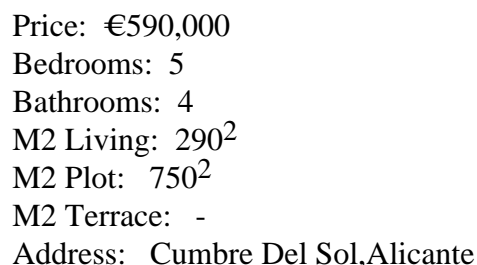 Price: €590,000
Bedrooms: 5
Bathrooms: 4
M2 Living: 290²
M2 Plot: 750²
M2 Terrace: -
Address: Cumbre Del Sol,Alicante